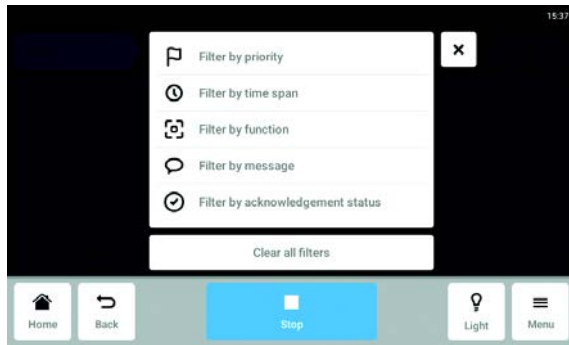 15:37
Filter by priority
Filter by time span
Filter by function
Filter by message
Filter by acknowledgement status
Clear all filters
Home
Back
Stop
Light
Menu